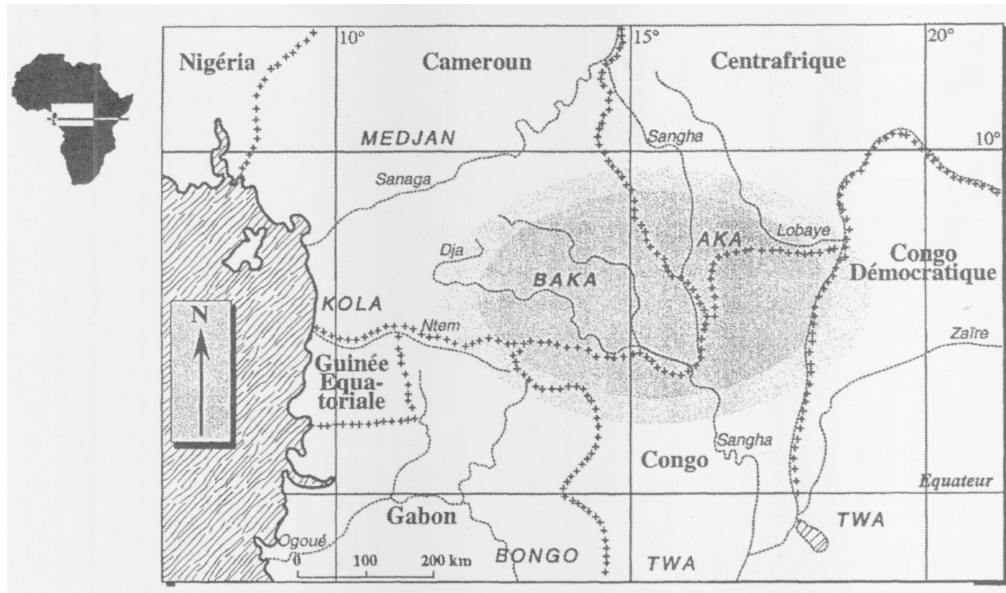 10°
15°
20°
Nigéria
Cameroun
Centrafrique
MEDJAN
Sangha
10°
Sanaga
AKA
Lobaye
Dja
BAKA
Congo
Démocratique
KOLA
N
Ntem
Zaïre
Guinée
Equa-
toriale
Sangha
Congo
Equateur
Gabon
TWA
Ogoué
BONGO
TWA
0 100 200 km